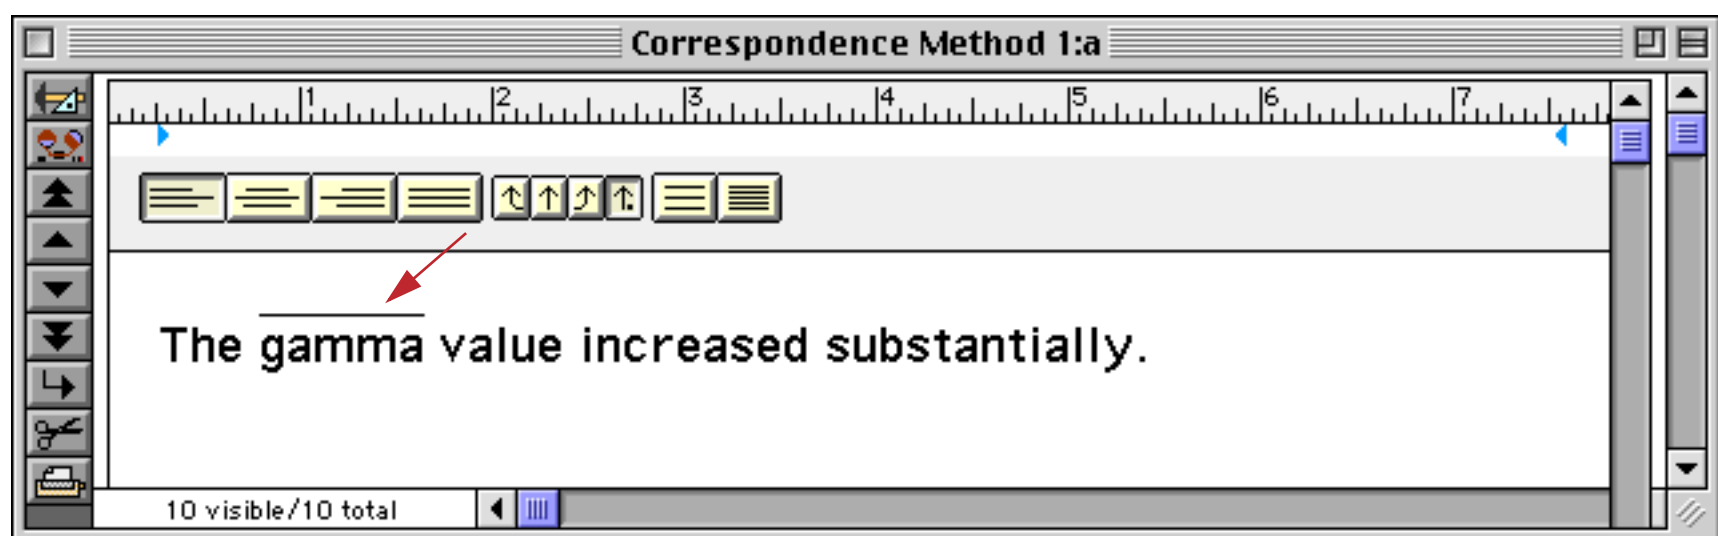 Correspondence Method 1:a
1 2 3 4 5 6 7
The gamma value increased substantially.
10 visible/10 total